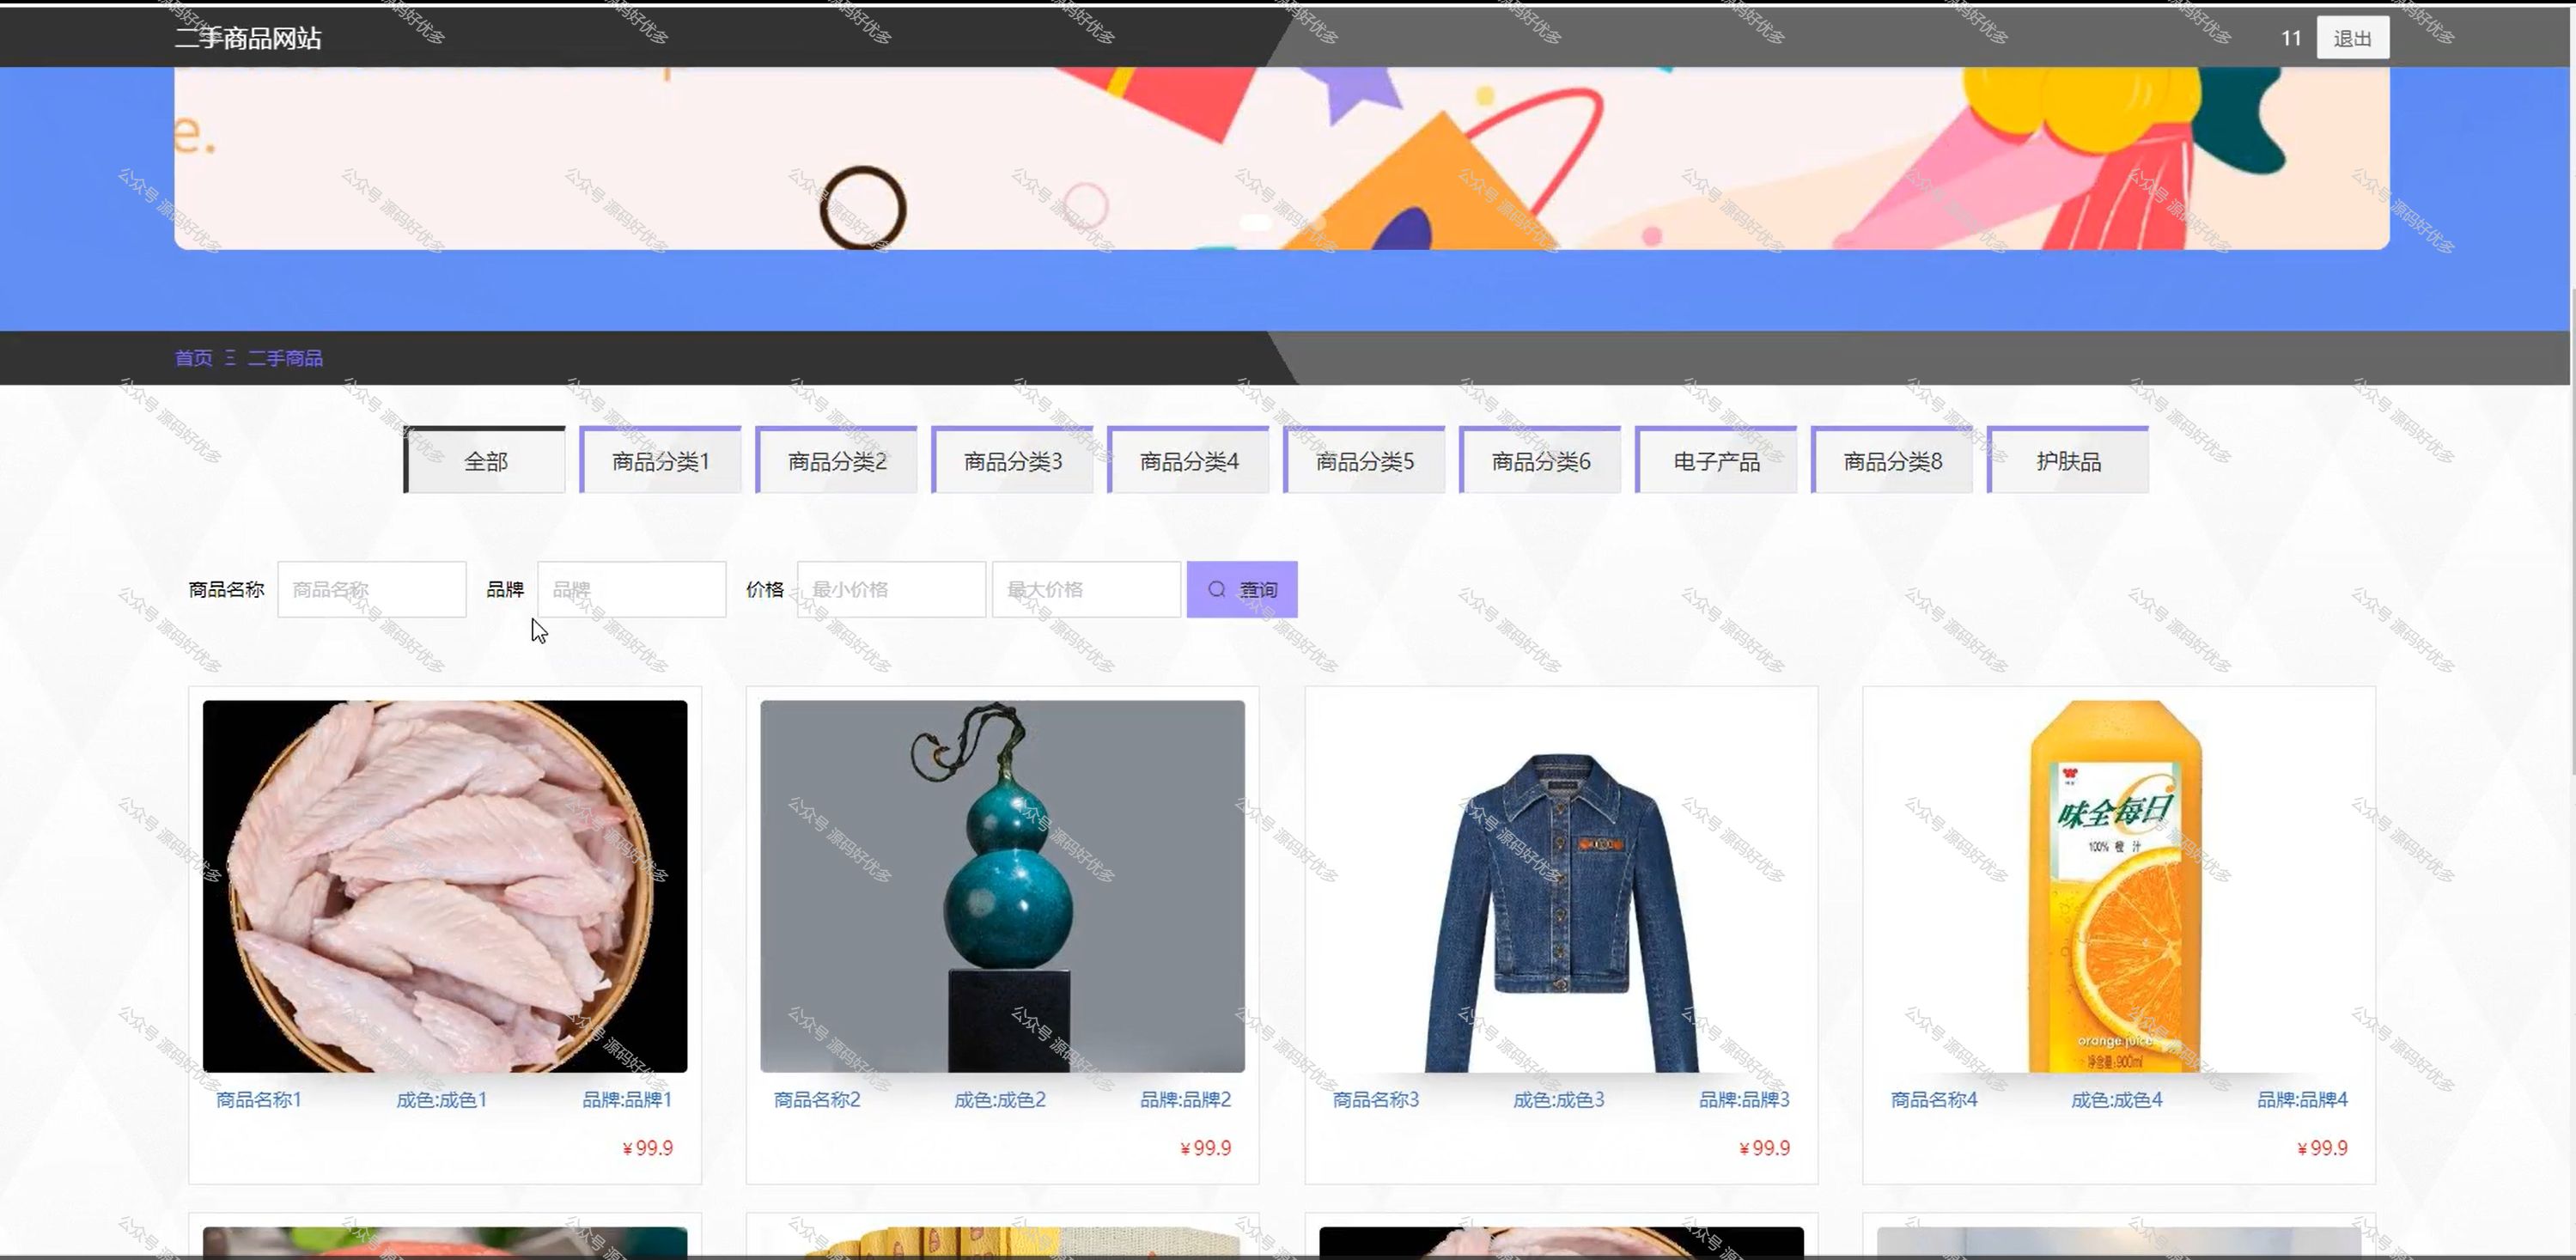 二手商品网站
11 退出
e.
首页 Ξ 二手商品
全部 商品分类1 商品分类2 商品分类3 商品分类4 商品分类5 商品分类6 电子产品 商品分类8 护肤品
商品名称 商品名称 品牌 品牌 价格 最小价格 最大价格 查询
味全每日C
100% 橙 汁
orange juice
净含量:900ml
商品名称1 成色:成色1 品牌:品牌1
¥99.9
商品名称2 成色:成色2 品牌:品牌2
¥99.9
商品名称3 成色:成色3 品牌:品牌3
¥99.9
商品名称4 成色:成色4 品牌:品牌4
¥99.9
公众号 源码好优多